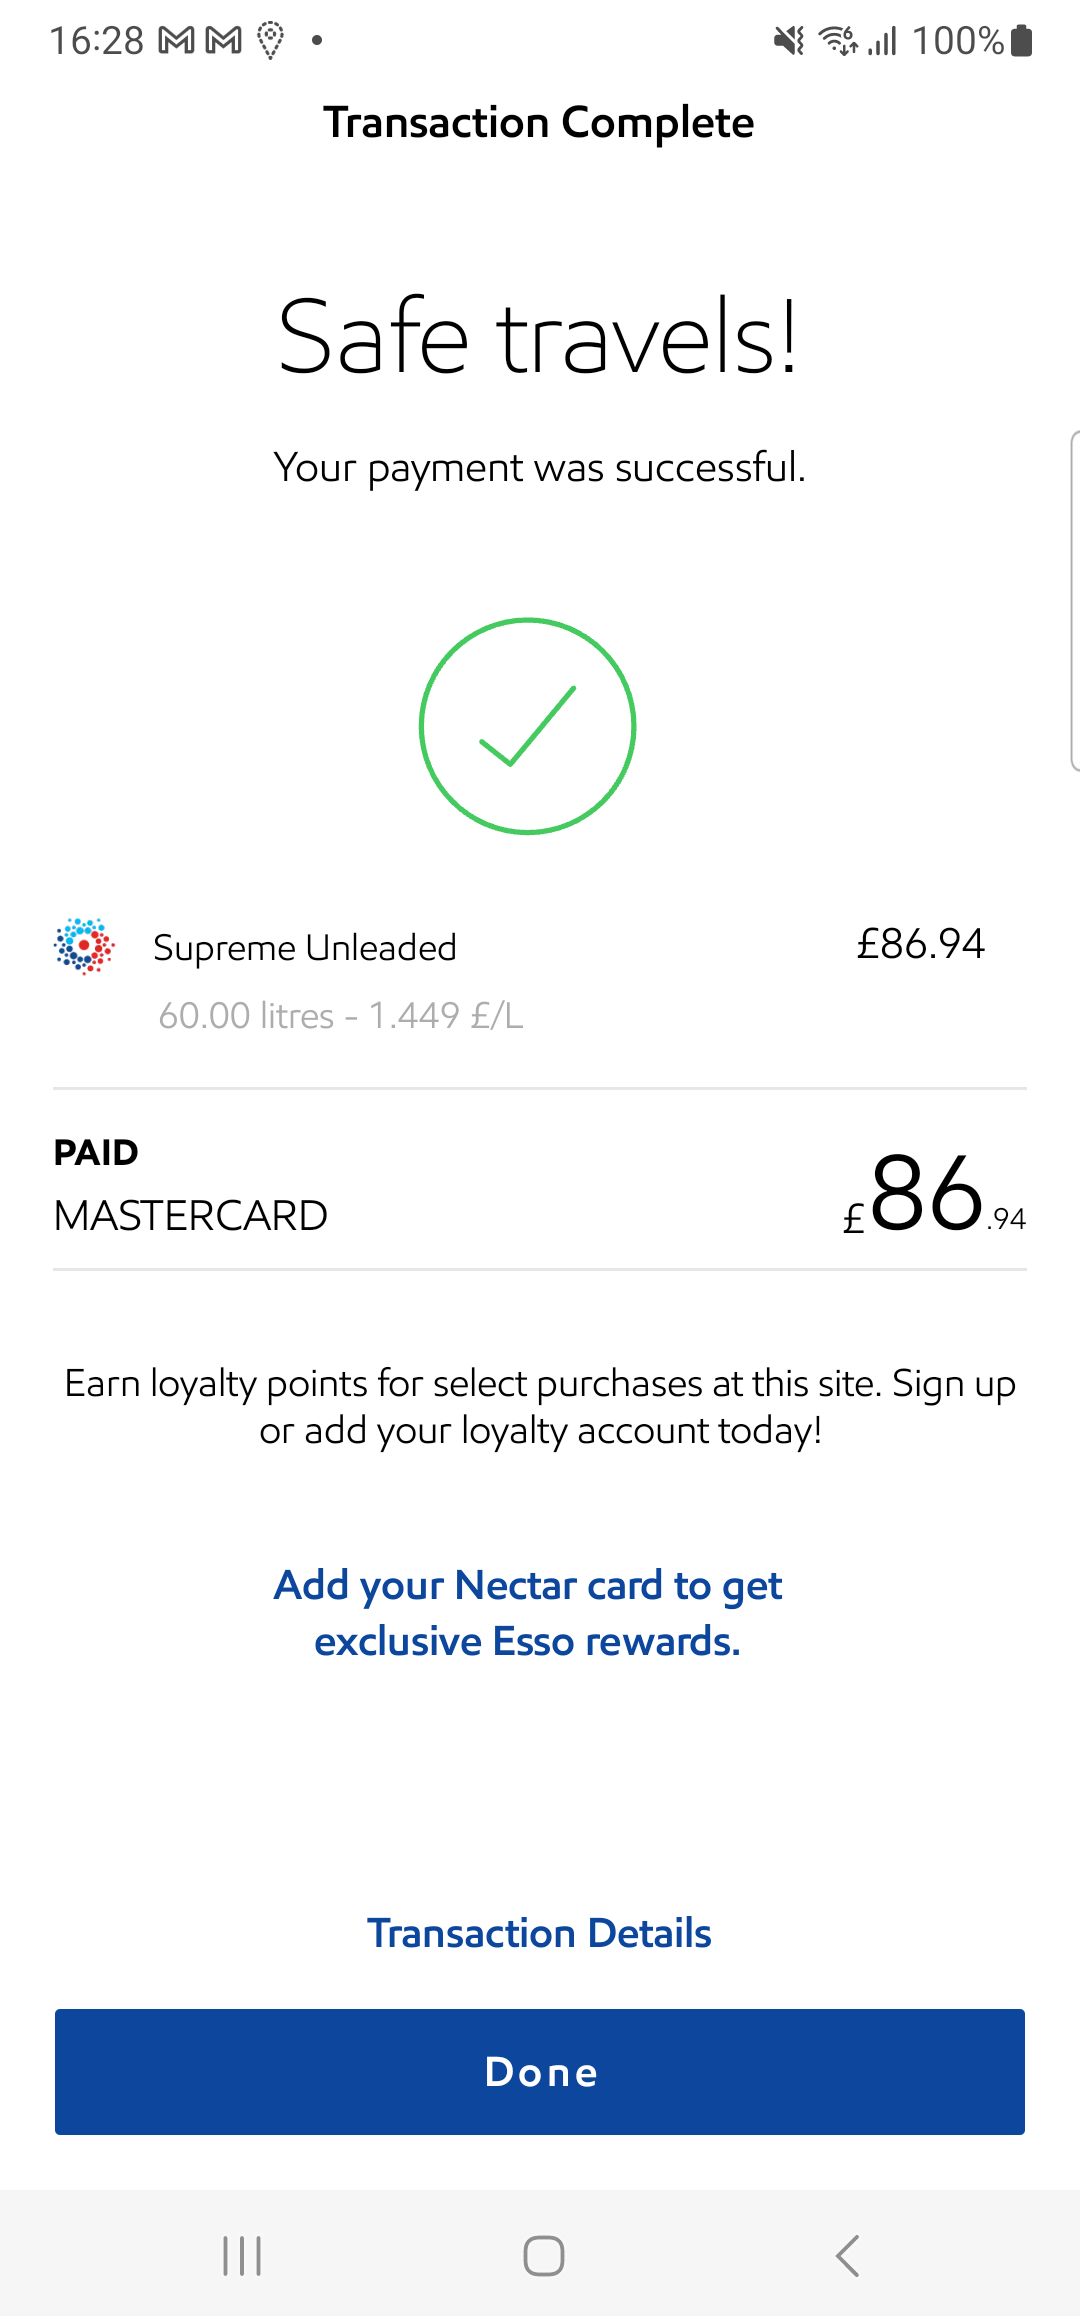 16:28
100%
Transaction Complete
Safe travels!
Your payment was successful.
Supreme Unleaded £86.94
60.00 litres - 1.449 £/L
PAID
MASTERCARD £86.94
Earn loyalty points for select purchases at this site. Sign up
or add your loyalty account today!
Add your Nectar card to get
exclusive Esso rewards.
Transaction Details
Done